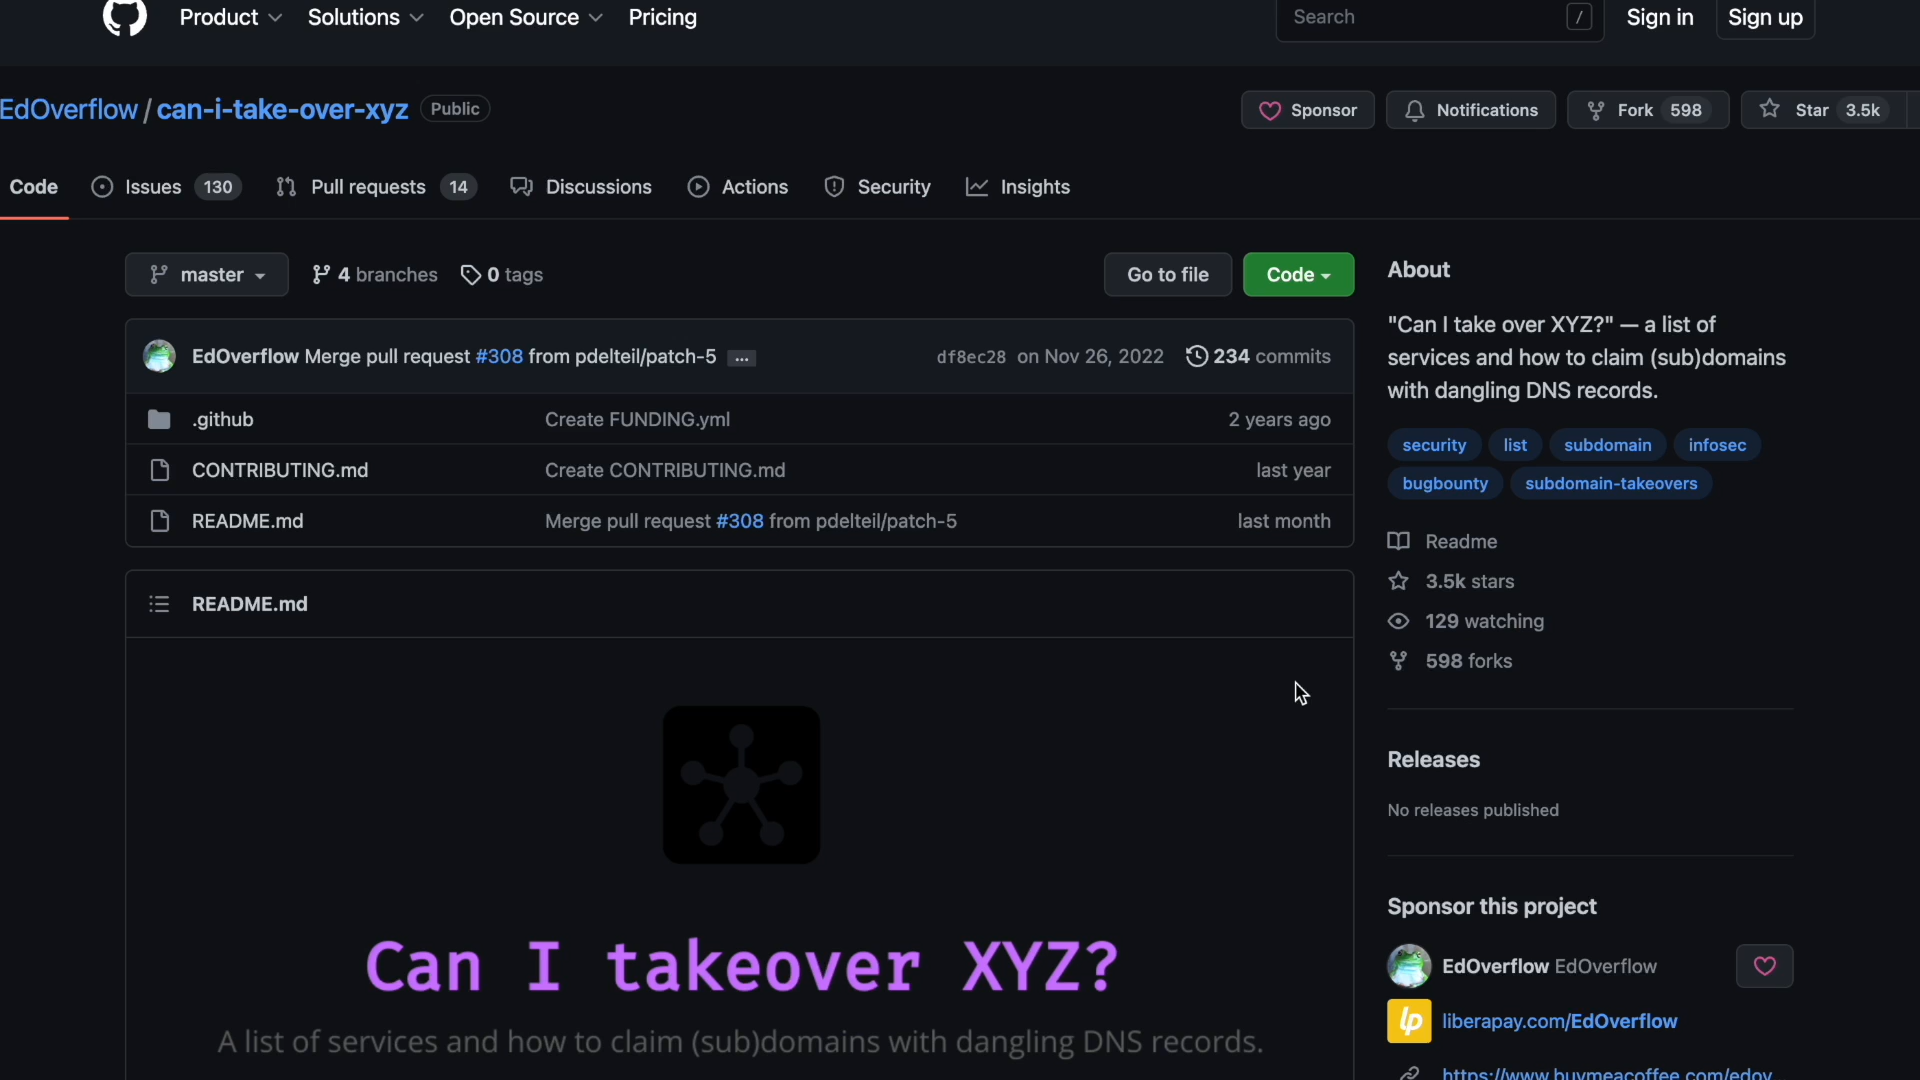 Product Solutions Open Source Pricing Search / Sign in Sign up
EdOverflow / can-i-take-over-xyz Public Sponsor Notifications Fork 598 Star 3.5k
Code Issues 130 Pull requests 14 Discussions Actions Security Insights
master 4 branches 0 tags Go to file Code
EdOverflow Merge pull request #308 from pdelteil/patch-5 ... df8ec28 on Nov 26, 2022 234 commits
.github Create FUNDING.yml 2 years ago
CONTRIBUTING.md Create CONTRIBUTING.md last year
README.md Merge pull request #308 from pdelteil/patch-5 last month
README.md
Can I takeover XYZ?
A list of services and how to claim (sub)domains with dangling DNS records.
About
"Can I take over XYZ?" — a list of
services and how to claim (sub)domains
with dangling DNS records.
security list subdomain infosec
bugbounty subdomain-takeovers
Readme
3.5k stars
129 watching
598 forks
Releases
No releases published
Sponsor this project
EdOverflow EdOverflow
lp liberapay.com/EdOverflow
https://www.buymeacoffee.com/edov...